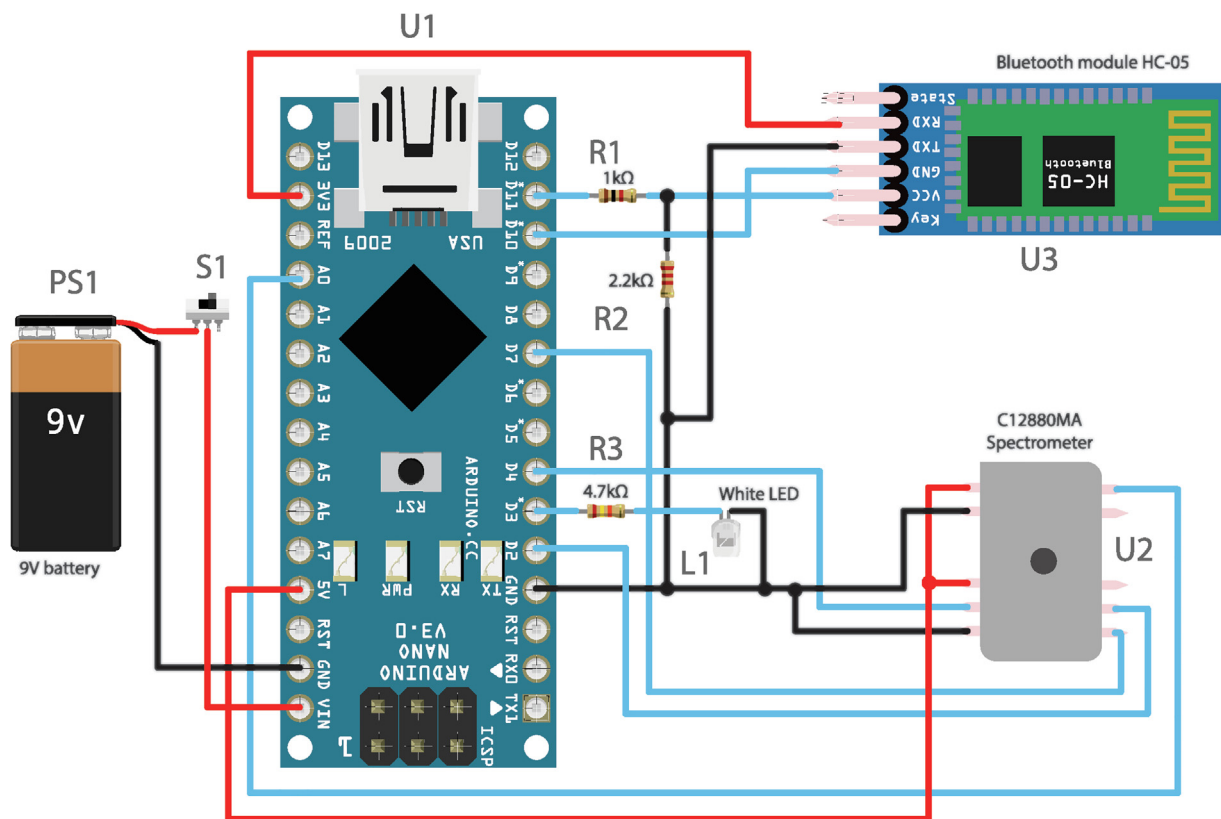 U1
Bluetooth module HC-05
State
RXD
TXD
GND
VCC
Key
HC-05
Bluetooth
U3
R1
1kΩ
2.2kΩ
R2
R3
4.7kΩ
White LED
L1
C12880MA
Spectrometer
U2
PS1
S1
9v
9V battery
D13
3V3
REF
A0
A1
A2
A3
A4
A5
A6
A7
5V
RST
GND
VIN
D12
D11*
D10*
D9*
D8
D7
D6*
D5*
D4
D3*
D2
GND
RST
RX0
TX1
2009
USA
RST
ARDUINO.CC
L
PWR
RX
TX
ARDUINO
NANO
V3.0
1
ICSP